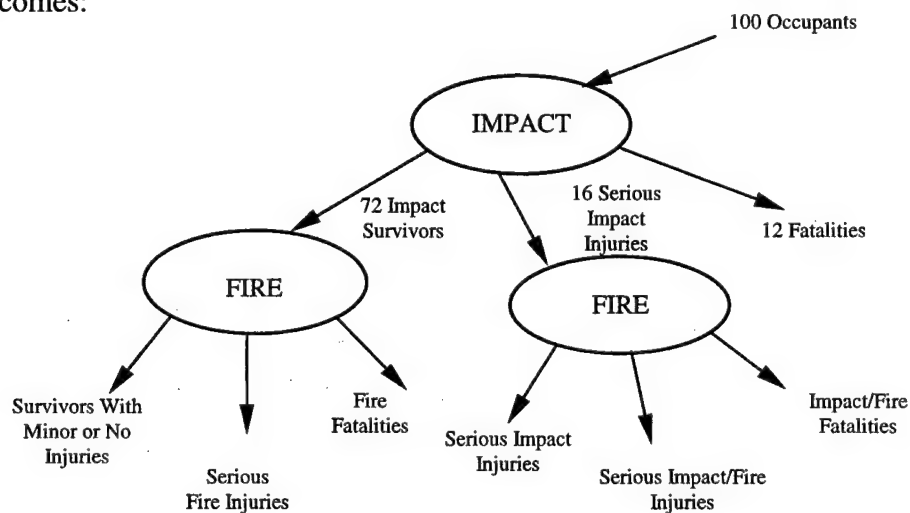 comes:
100 Occupants
IMPACT
72 Impact
Survivors
16 Serious
Impact
Injuries
12 Fatalities
FIRE
FIRE
Survivors With
Minor or No
Injuries
Serious
Fire Injuries
Fire
Fatalities
Serious Impact
Injuries
Serious Impact/Fire
Injuries
Impact/Fire
Fatalities